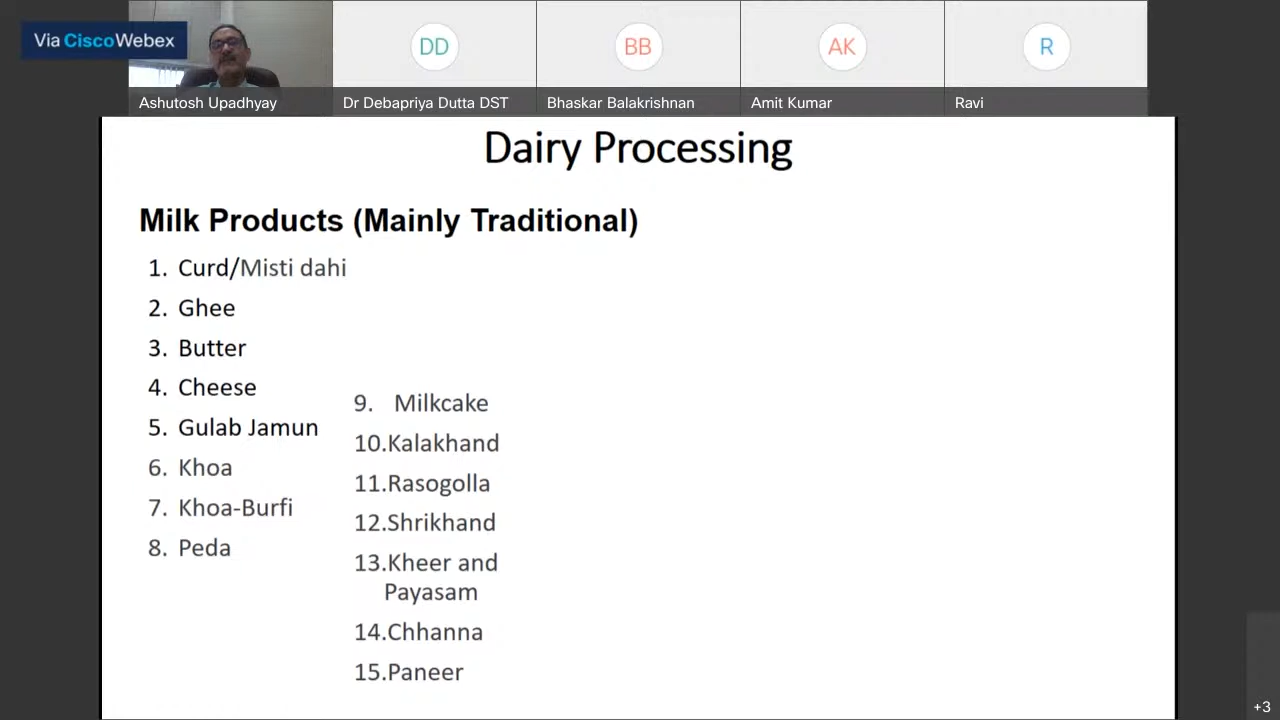 Via Cisco Webex
DD
BB
AK
R
Ashutosh Upadhyay
Dr Debapriya Dutta DST
Bhaskar Balakrishnan
Amit Kumar
Ravi
Dairy Processing
Milk Products (Mainly Traditional)
1. Curd/Misti dahi
2. Ghee
3. Butter
4. Cheese
5. Gulab Jamun
6. Khoa
7. Khoa-Burfi
8. Peda
9. Milkcake
10.Kalakhand
11.Rasogolla
12.Shrikhand
13.Kheer and
Payasam
14.Chhanna
15.Paneer
+3